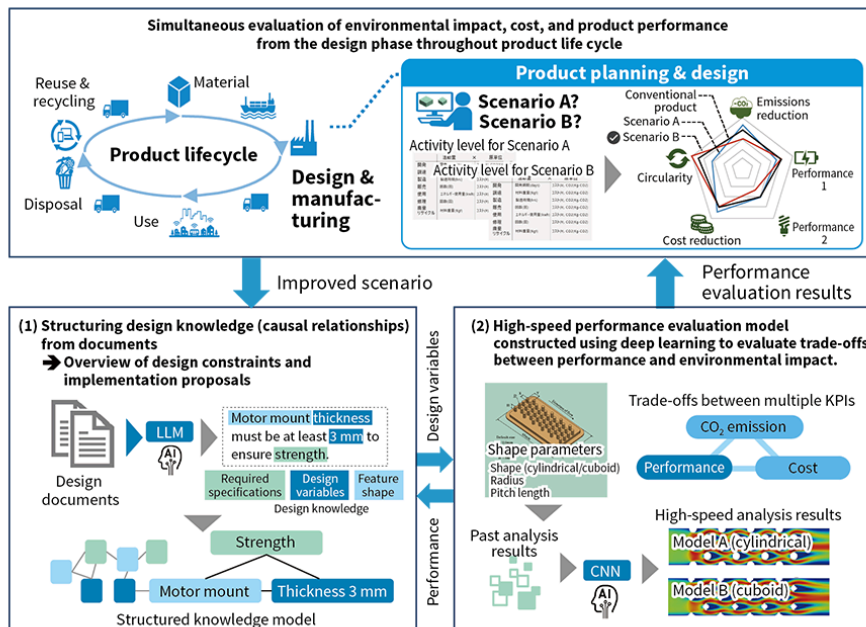 Simultaneous evaluation of environmental impact, cost, and product performance
from the design phase throughout product life cycle
Reuse &
recycling
Material
Product lifecycle
Disposal
Use
Design &
manufac-
turing
Product planning & design
Scenario A?
Scenario B?
Activity level for Scenario A
Activity level for Scenario B
Conventional
product
Scenario A
Scenario B
CO₂
Emissions
reduction
Circularity
Performance
1
Cost reduction
Performance
2
Improved scenario
Performance
evaluation results
(1) Structuring design knowledge (causal relationships)
from documents
➔ Overview of design constraints and
implementation proposals
Design
documents
LLM
AI
Motor mount thickness
must be at least 3 mm to
ensure strength.
Required
specifications
Design
variables
Feature
shape
Design knowledge
Strength
Motor mount
Thickness 3 mm
Structured knowledge model
Design variables
Performance
(2) High-speed performance evaluation model
constructed using deep learning to evaluate trade-offs
between performance and environmental impact.
Shape parameters
Shape (cylindrical/cuboid)
Radius
Pitch length
Trade-offs between multiple KPIs
CO₂ emission
Performance
Cost
Past analysis
results
CNN
AI
High-speed analysis results
Model A (cylindrical)
Model B (cuboid)